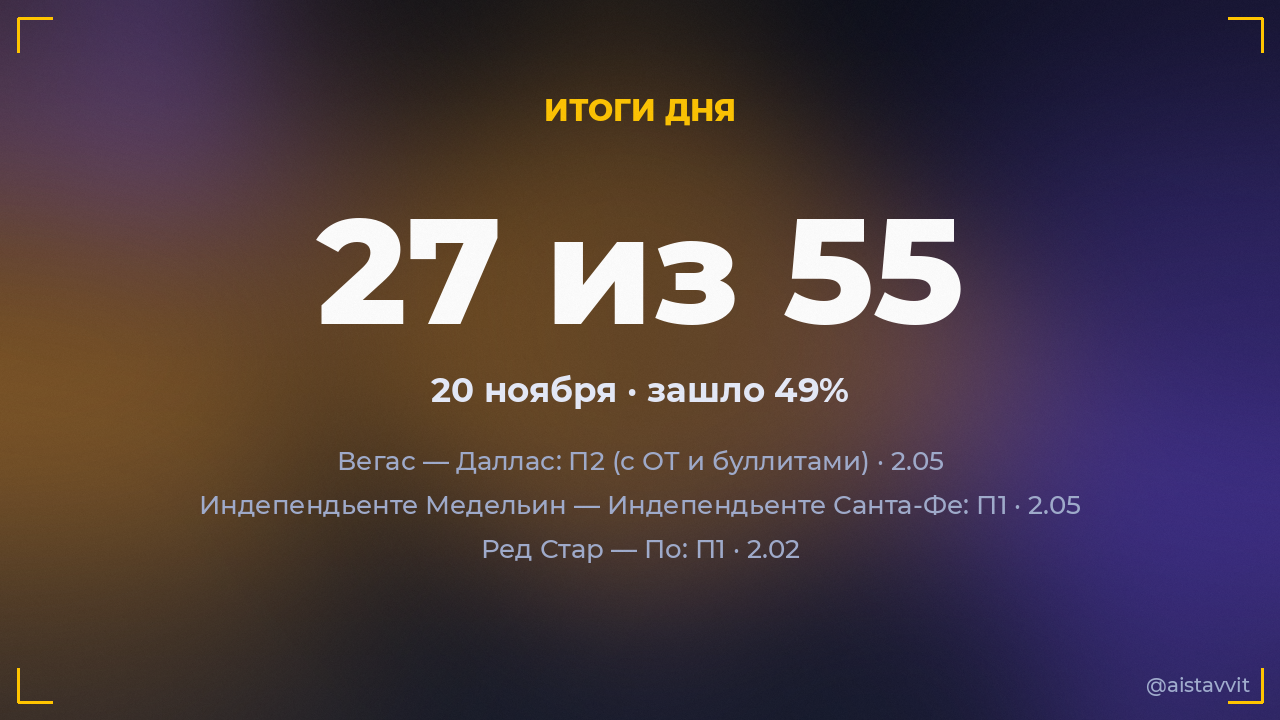 ИТОГИ ДНЯ
27 из 55
20 ноября · зашло 49%
Вегас — Даллас: П2 (с ОТ и буллитами) · 2.05
Индепендьенте Медельин — Индепендьенте Санта-Фе: П1 · 2.05
Ред Стар — По: П1 · 2.02
@aistavvit